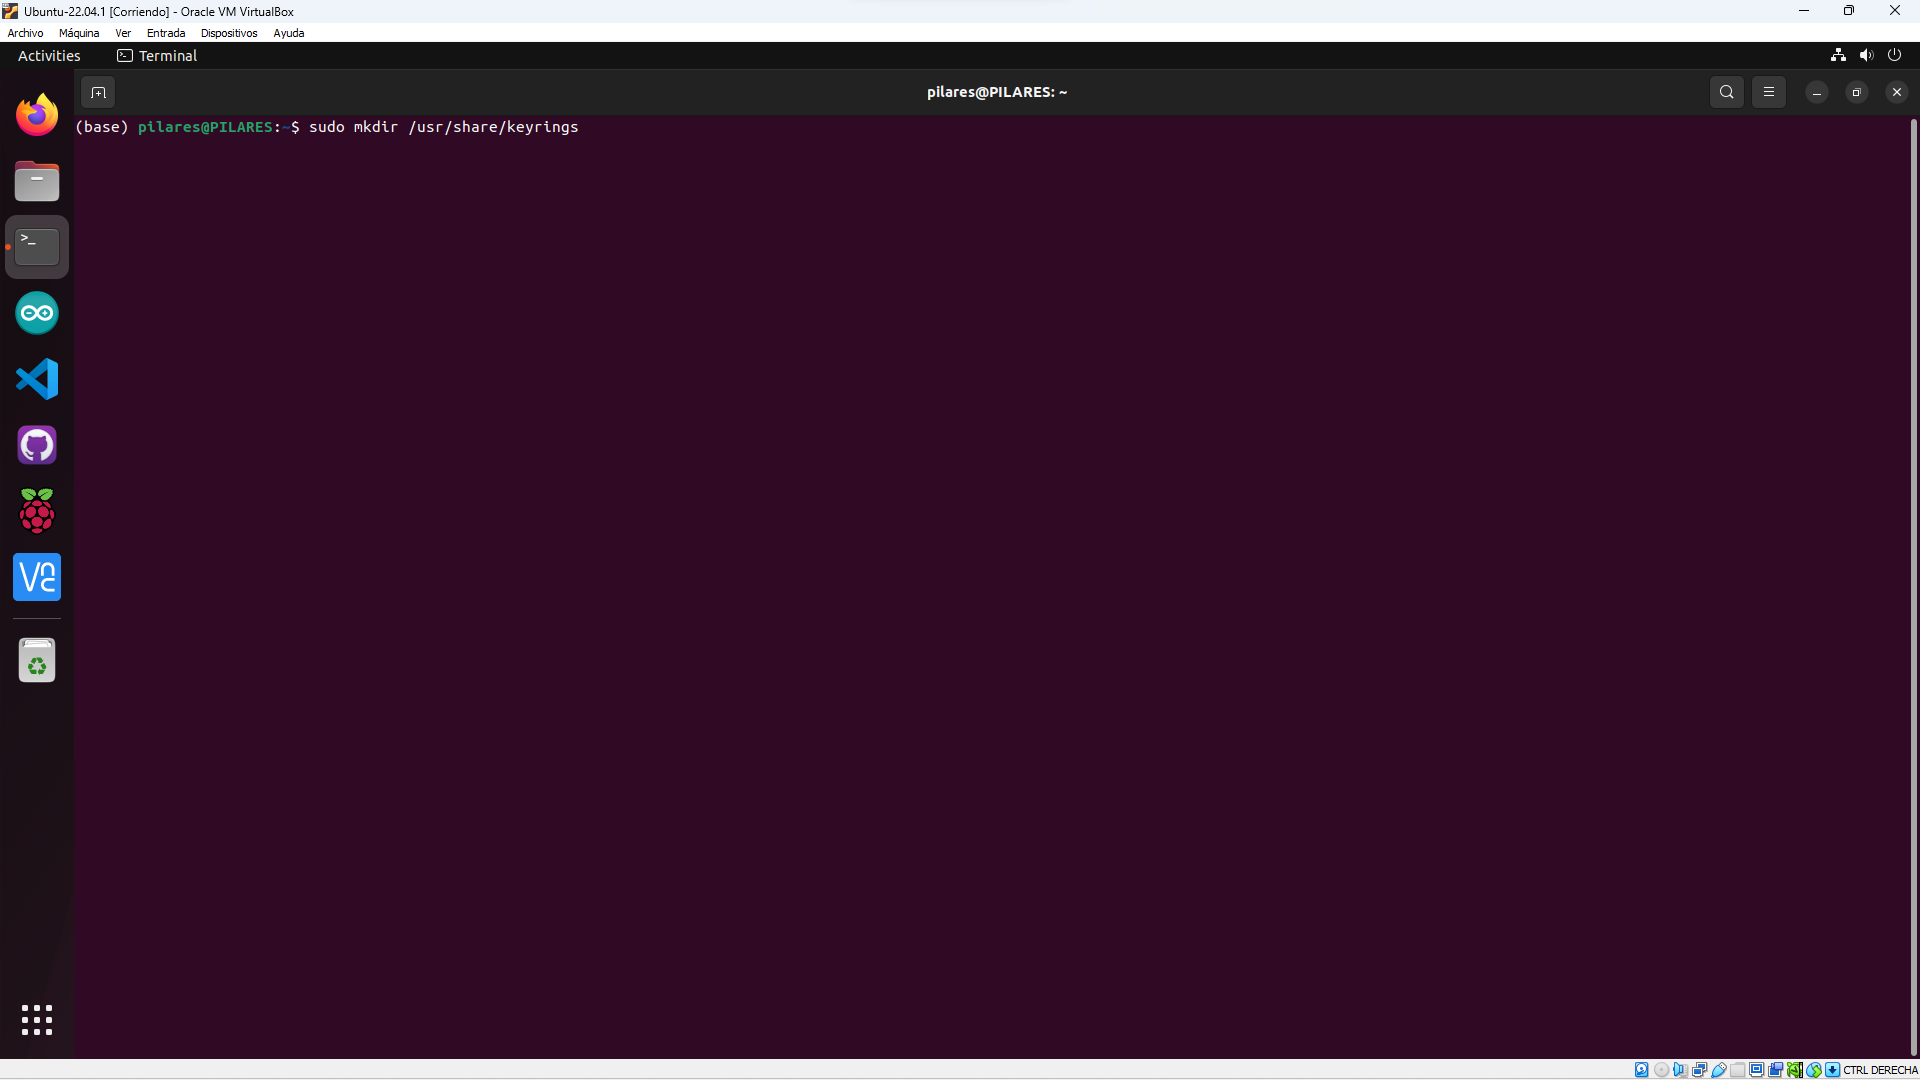 Ubuntu-22.04.1 [Corriendo] - Oracle VM VirtualBox
Archivo Máquina Ver Entrada Dispositivos Ayuda
Activities Terminal
pilares@PILARES: ~
(base) pilares@PILARES:~$ sudo mkdir /usr/share/keyrings
CTRL DERECHA